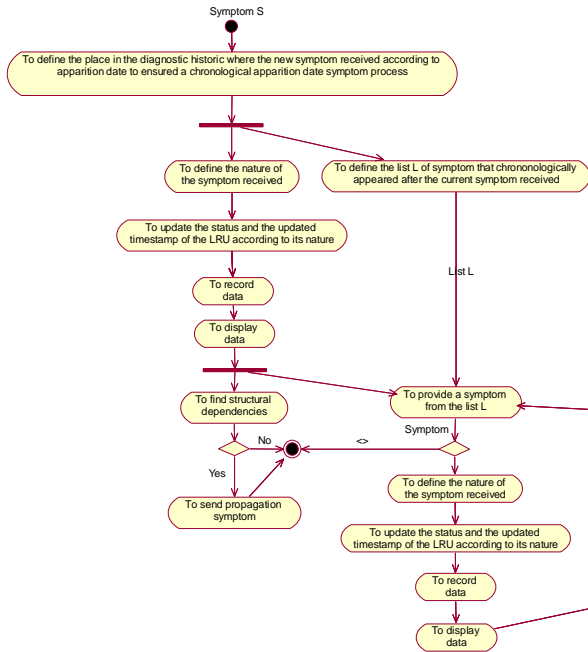 Symptom S
To define the place in the diagnostic historic where the new symptom received according to
apparition date to ensured a chronological apparition date symptom process
To define the nature of
the symptom received
To define the list L of symptom that chrononologically
appeared after the current symptom received
To update the status and the updated
timestamp of the LRU according to its nature
List L
To record
data
To display
data
To find structural
dependencies
To provide a symptom
from the list L
No
<>
Symptom
Yes
To send propagation
symptom
To define the nature of
the symptom received
To update the status and the updated
timestamp of the LRU according to its nature
To record
data
To display
data